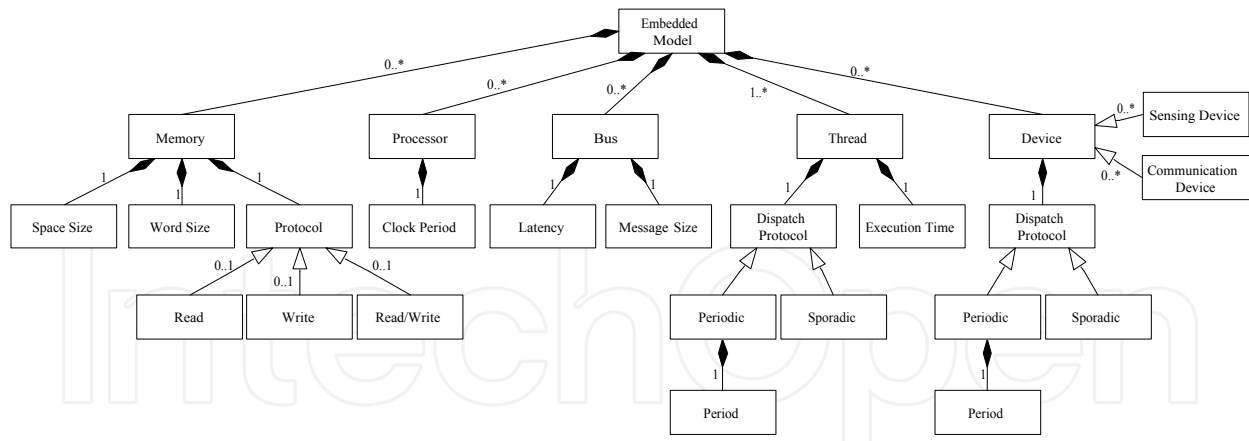 Embedded
Model
0..*
0..*
0..*
1..*
0..*
Memory
Processor
Bus
Thread
Device
0..*
Sensing Device
0..*
Communication
Device
1
1
1
1
1
1
1
1
1
Space Size
Word Size
Protocol
Clock Period
Latency
Message Size
Dispatch
Protocol
Execution Time
Dispatch
Protocol
0..1
0..1
0..1
Read
Write
Read/Write
Periodic
Sporadic
Periodic
Sporadic
1
1
Period
Period
IntechOpen